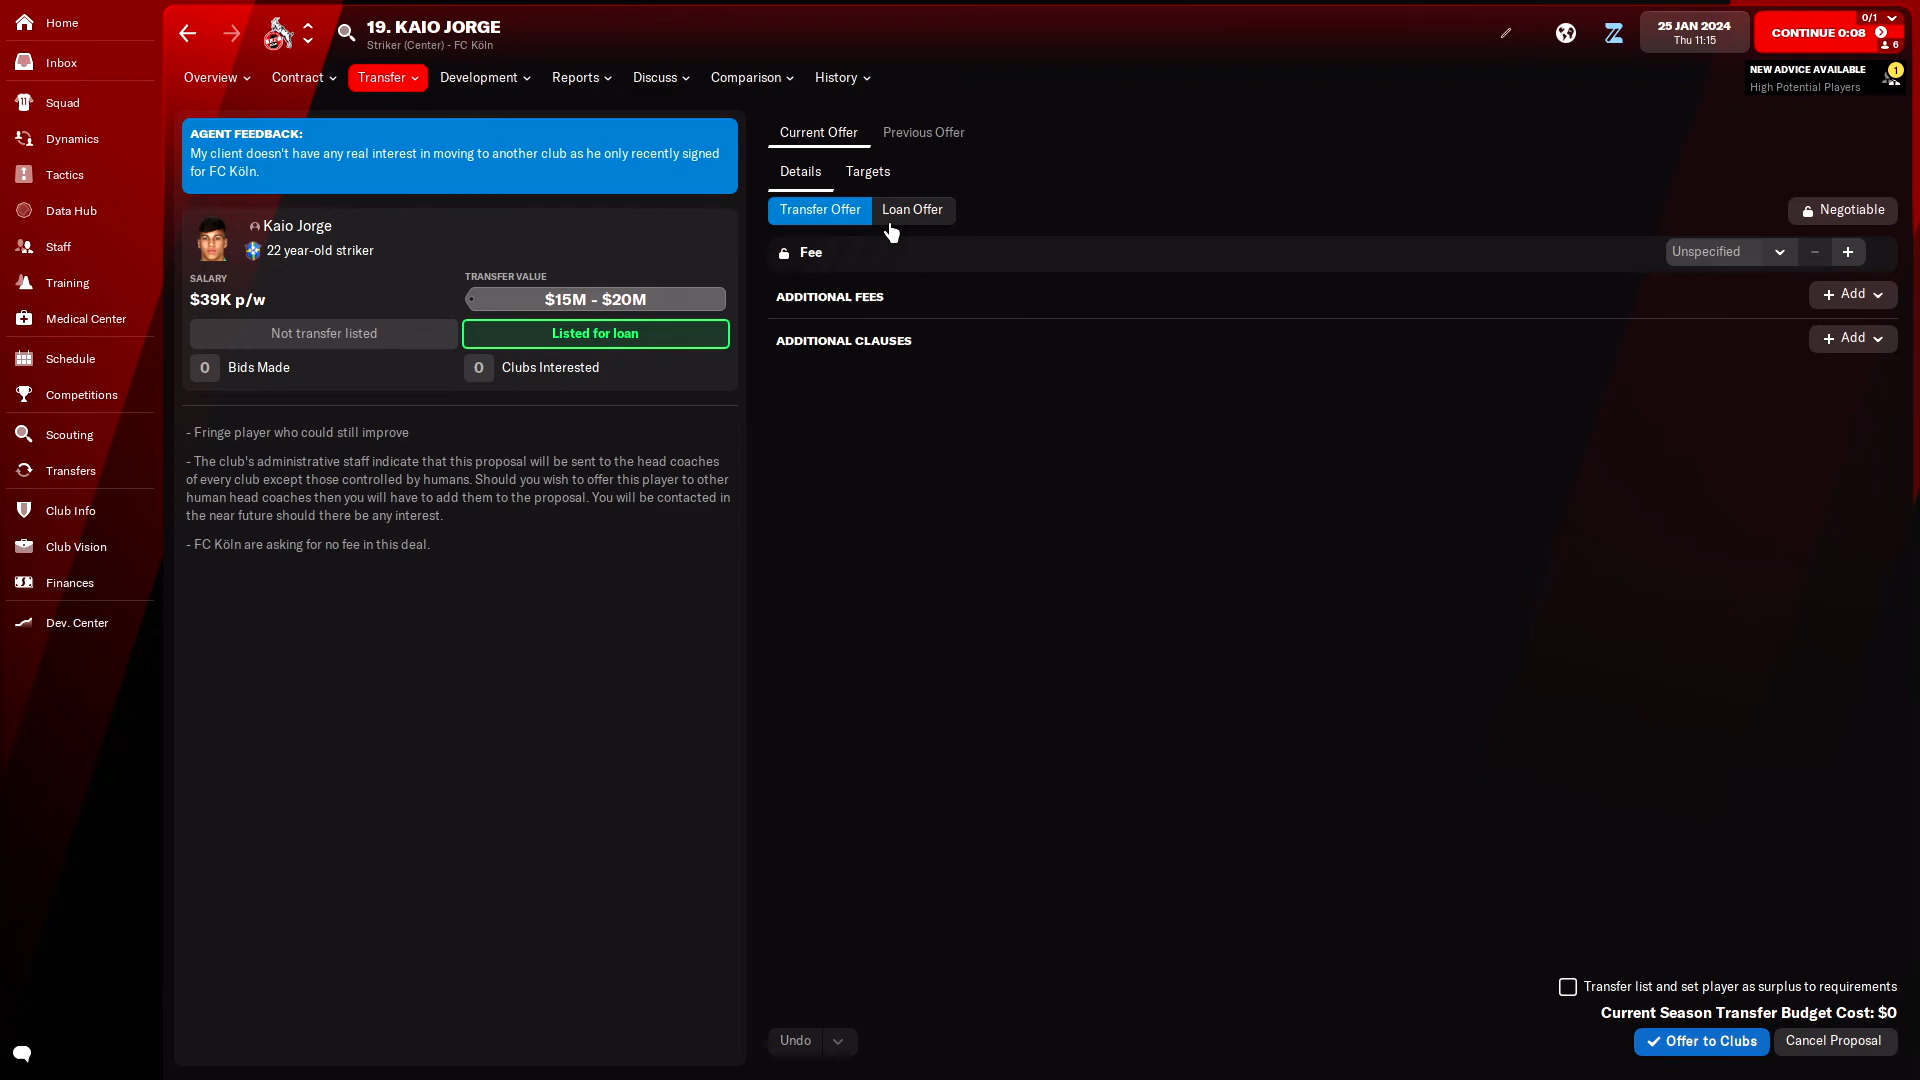 Home
Inbox
Squad
Dynamics
Tactics
Data Hub
Staff
Training
Medical Center
Schedule
Competitions
Scouting
Transfers
Club Info
Club Vision
Finances
Dev. Center
19. KAIO JORGE
Striker (Center) - FC Köln
25 JAN 2024
Thu 11:15
CONTINUE 0:08
0/1
6
Overview
Contract
Transfer
Development
Reports
Discuss
Comparison
History
NEW ADVICE AVAILABLE
High Potential Players
1
AGENT FEEDBACK:
My client doesn't have any real interest in moving to another club as he only recently signed
for FC Köln.
Kaio Jorge
22 year-old striker
SALARY
$39K p/w
TRANSFER VALUE
$15M - $20M
Not transfer listed
Listed for loan
0 Bids Made
0 Clubs Interested
- Fringe player who could still improve
- The club's administrative staff indicate that this proposal will be sent to the head coaches
of every club except those controlled by humans. Should you wish to offer this player to other
human head coaches then you will have to add them to the proposal. You will be contacted in
the near future should there be any interest.
- FC Köln are asking for no fee in this deal.
Current Offer
Previous Offer
Details
Targets
Transfer Offer
Loan Offer
Negotiable
Fee
Unspecified
ADDITIONAL FEES
Add
ADDITIONAL CLAUSES
Add
Transfer list and set player as surplus to requirements
Current Season Transfer Budget Cost: $0
Undo
Offer to Clubs
Cancel Proposal